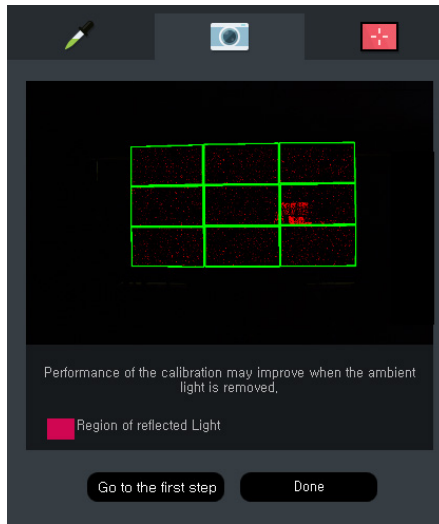 Performance of the calibration may improve when the ambient
light is removed,
Region of reflected Light
Go to the first step
Done